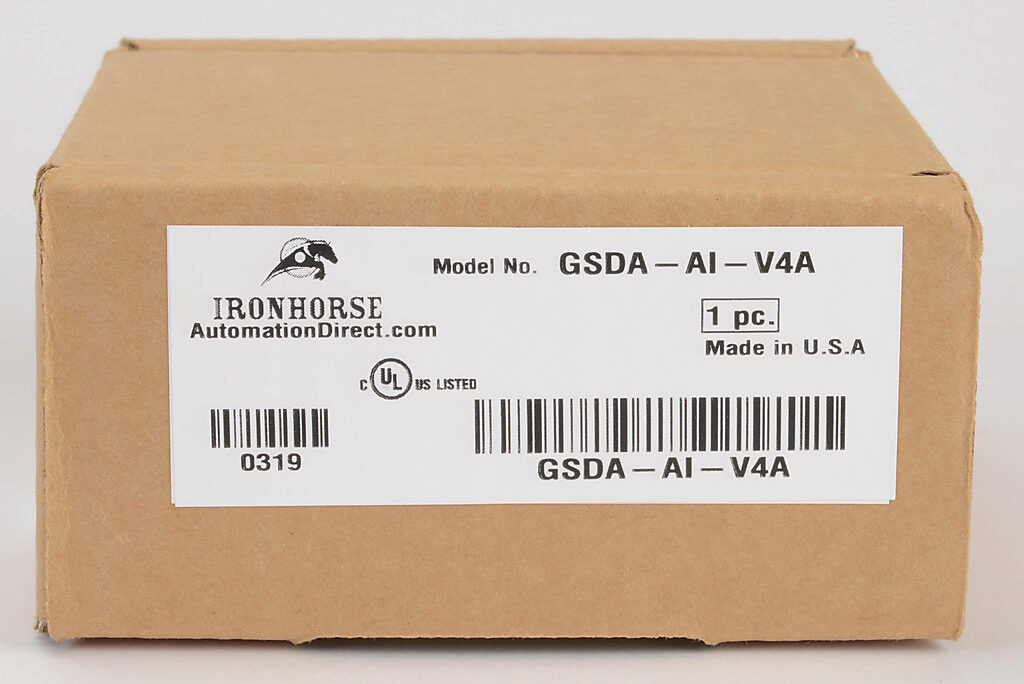 IRONHORSE
AutomationDirect.com
Model No. GSDA-AI-V4A
1 pc.
Made in U.S.A
C UL US LISTED
0319
GSDA-AI-V4A